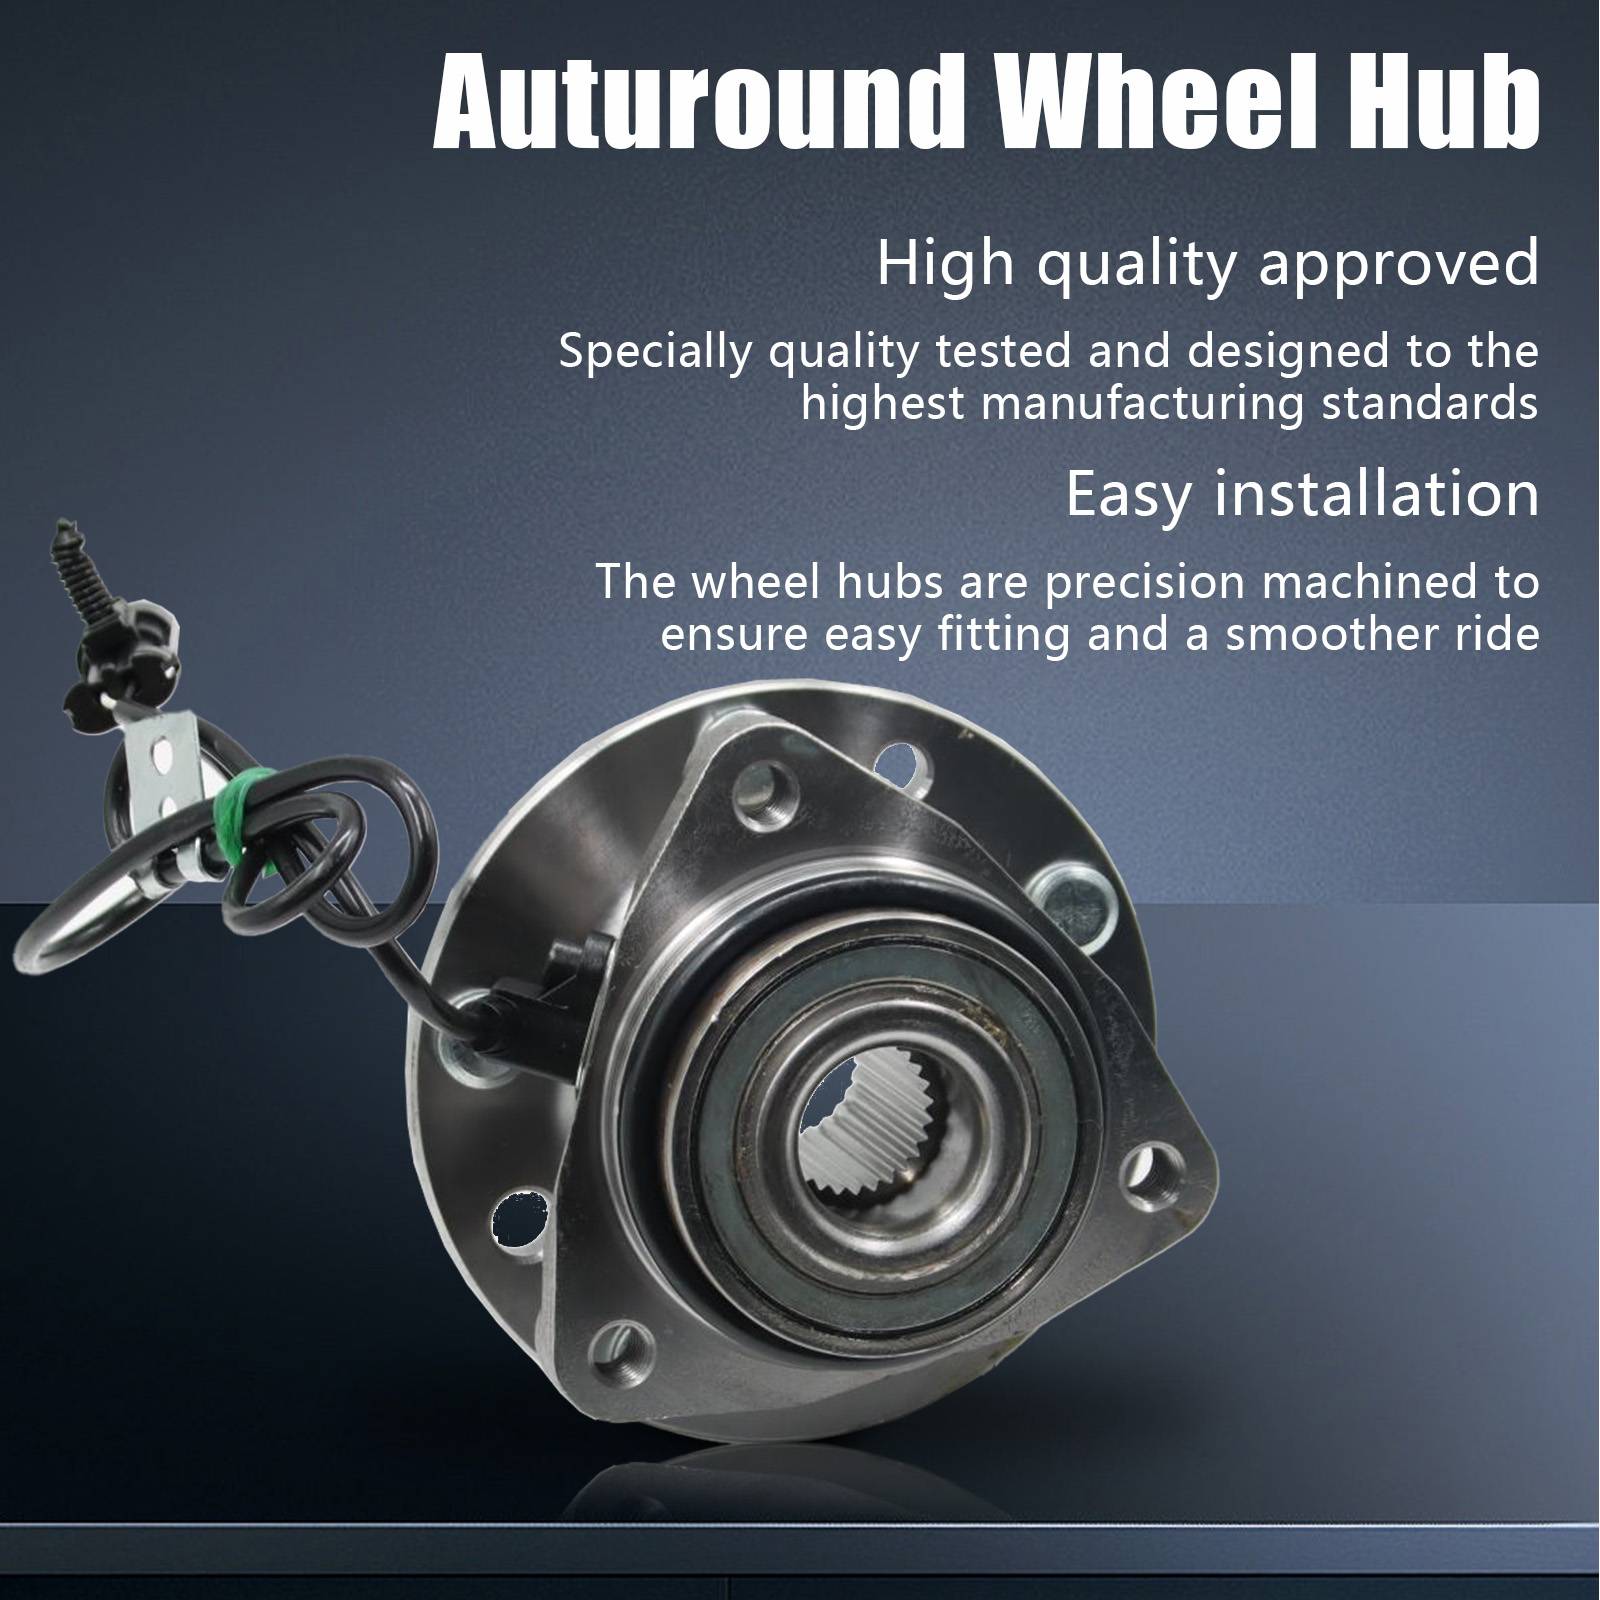 Auturound Wheel Hub
High quality approved
Specially quality tested and designed to the
highest manufacturing standards
Easy installation
The wheel hubs are precision machined to
ensure easy fitting and a smoother ride